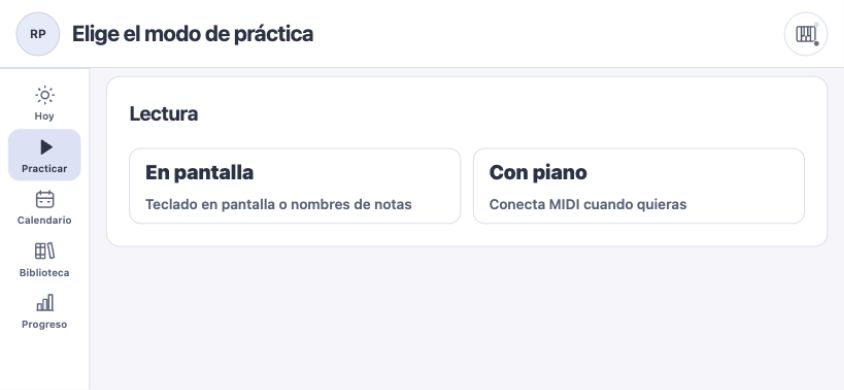 RP
Elige el modo de práctica
Hoy
Practicar
Calendario
Biblioteca
Progreso
Lectura
En pantalla
Teclado en pantalla o nombres de notas
Con piano
Conecta MIDI cuando quieras